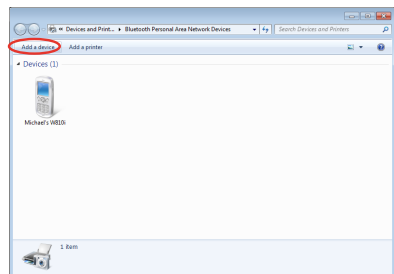 « Devices and Print... ▸ Bluetooth Personal Area Network Devices
Search Devices and Printers
Add a device Add a printer
Devices (1)
Michael's W810i
1 item